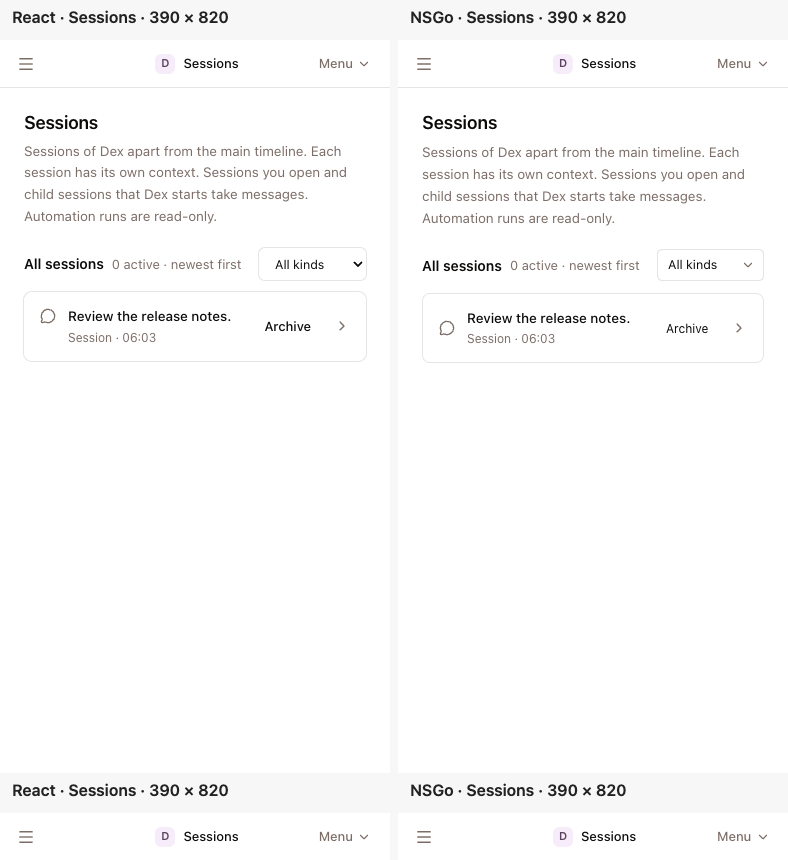 React · Sessions · 390 × 820
D Sessions
Menu
Sessions
Sessions of Dex apart from the main timeline. Each
session has its own context. Sessions you open and
child sessions that Dex starts take messages.
Automation runs are read-only.
All sessions 0 active · newest first All kinds
Review the release notes.
Session · 06:03
Archive
NSGo · Sessions · 390 × 820
D Sessions
Menu
Sessions
Sessions of Dex apart from the main timeline. Each
session has its own context. Sessions you open and
child sessions that Dex starts take messages.
Automation runs are read-only.
All sessions 0 active · newest first All kinds
Review the release notes.
Session · 06:03
Archive
React · Sessions · 390 × 820
D Sessions
Menu
NSGo · Sessions · 390 × 820
D Sessions
Menu